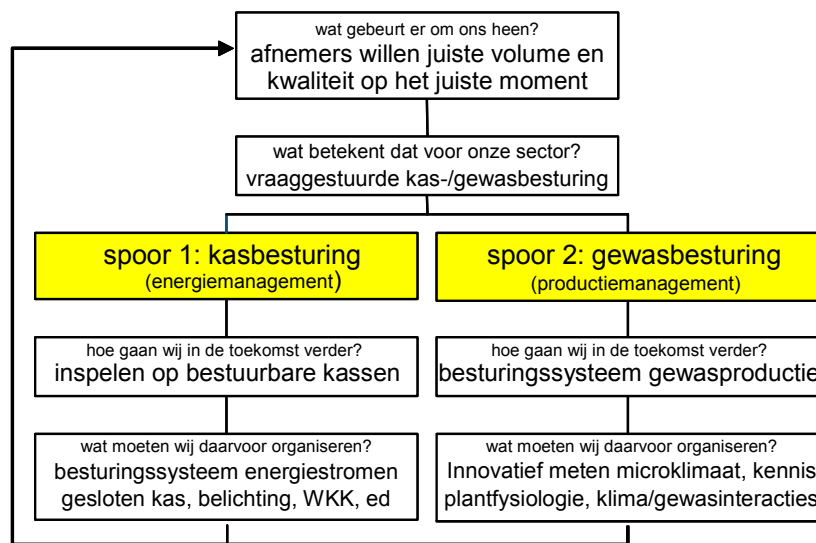 wat gebeurt er om ons heen?
afnemers willen juiste volume en
kwaliteit op het juiste moment
wat betekent dat voor onze sector?
vraaggestuurde kas-/gewasbesturing
spoor 1: kasbesturing
(energiemanagement)
spoor 2: gewasbesturing
(productiemanagement)
hoe gaan wij in de toekomst verder?
inspelen op bestuurbare kassen
hoe gaan wij in de toekomst verder?
besturingssysteem gewasproductie
wat moeten wij daarvoor organiseren?
besturingssysteem energiestromen
gesloten kas, belichting, WKK, ed
wat moeten wij daarvoor organiseren?
Innovatief meten microklimaat, kennis
plantfysiologie, klima/gewasinteracties